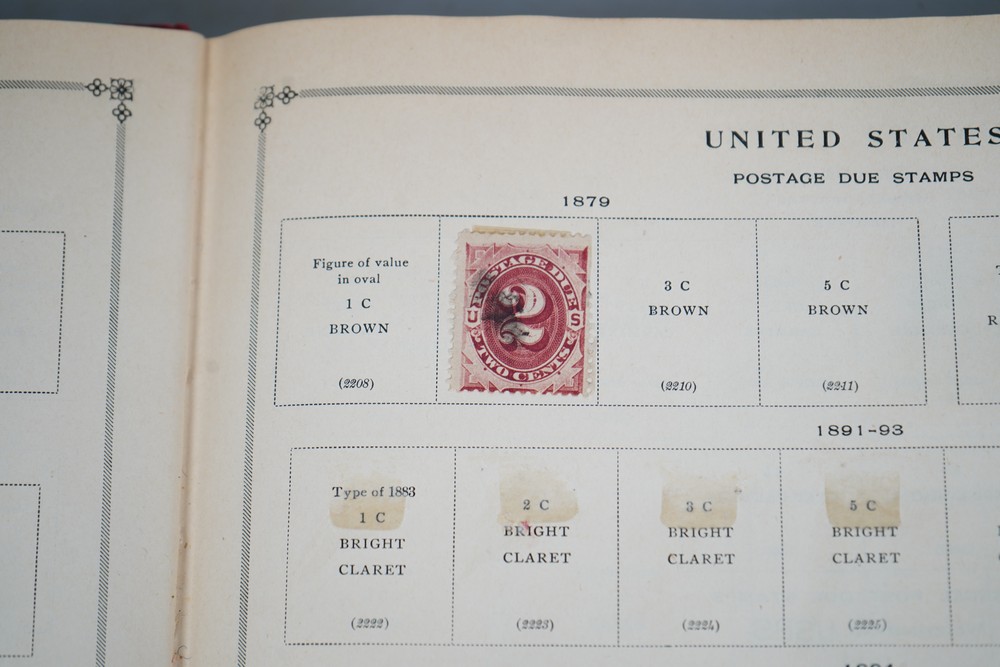 UNITED STATES
POSTAGE DUE STAMPS
1879
Figure of value
in oval
1 C
BROWN
(2208)
POSTAGE DUE
U S
2
TWO CENTS
3 C
BROWN
(2210)
5 C
BROWN
(2211)
1891-93
Type of 1883
1 C
BRIGHT
CLARET
(2222)
2 C
BRIGHT
CLARET
(2223)
3 C
BRIGHT
CLARET
(2224)
5 C
BRIGHT
CLARET
(2225)